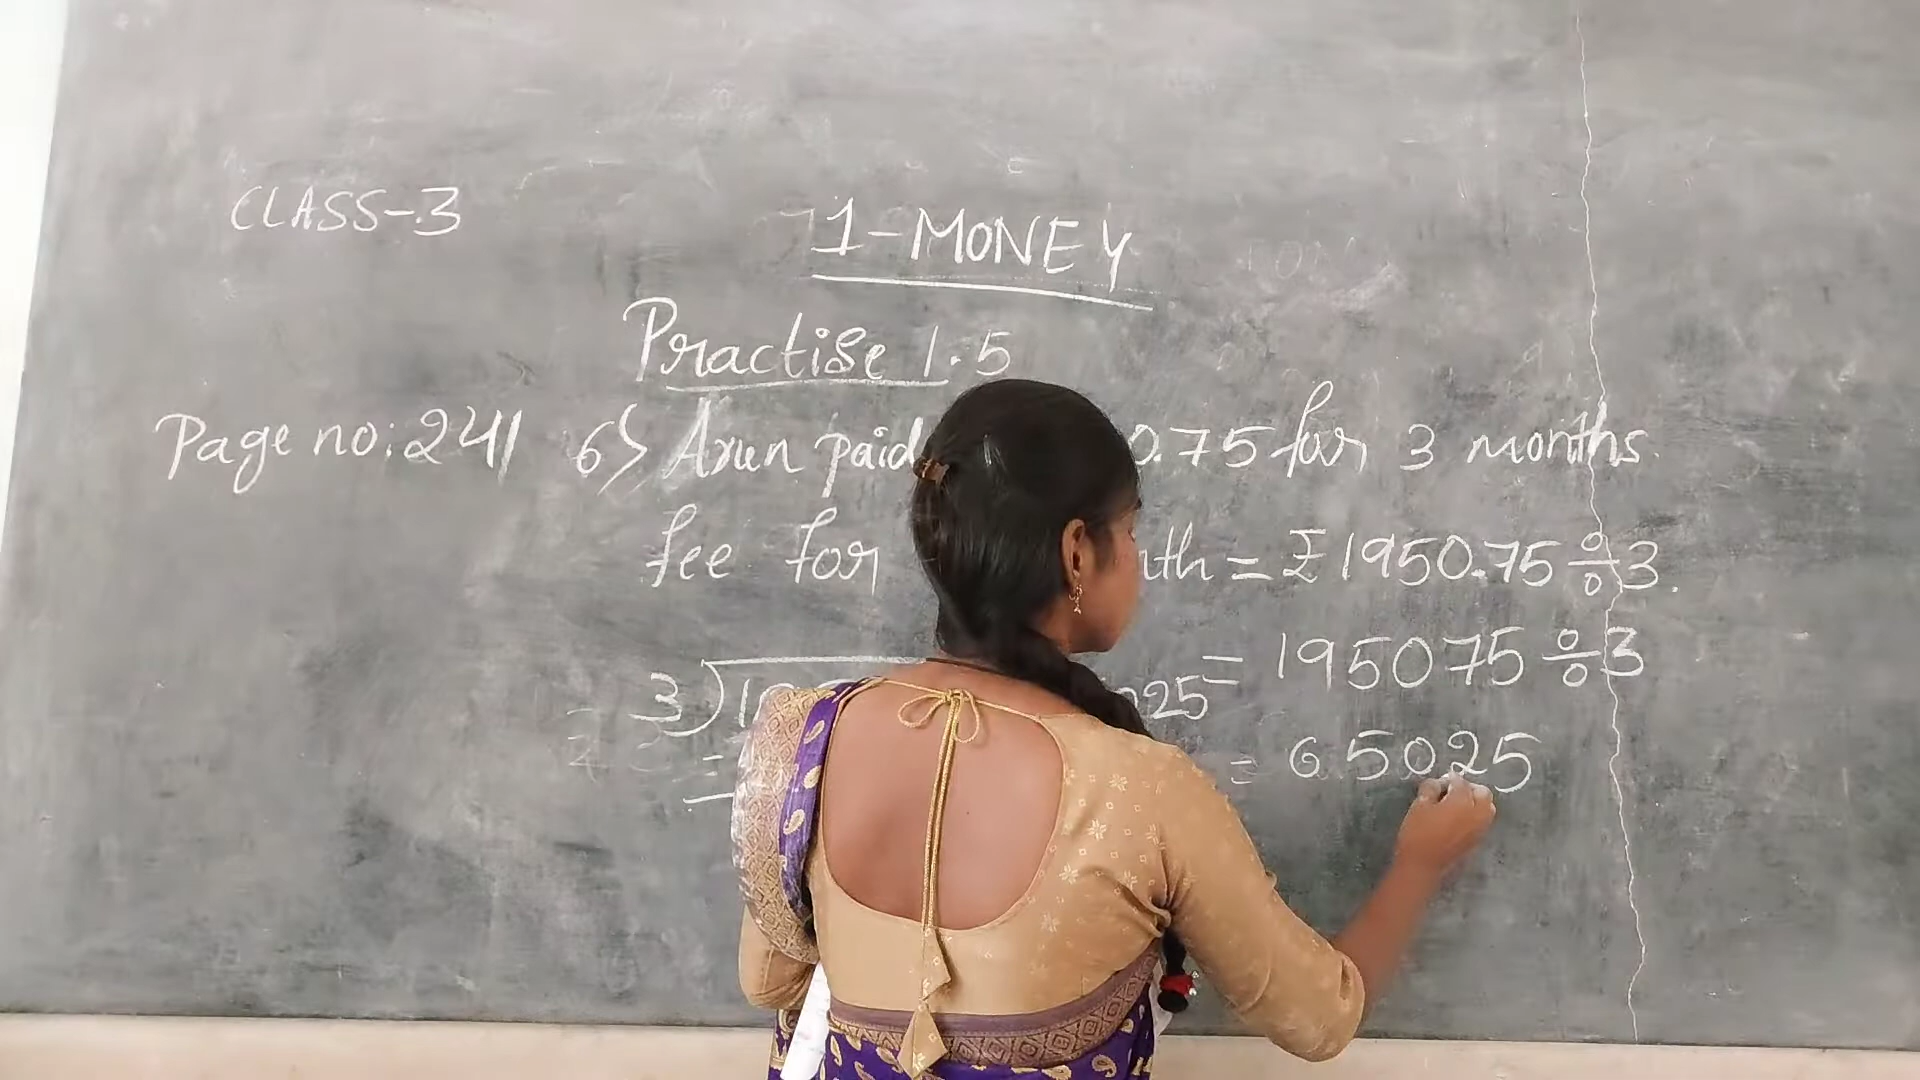 CLASS-3
1-MONEY
Practise 1.5
Page no: 241 6) Arun paid 0.75 for 3 months.
fee for nth = ₹1950.75 ÷ 3.
= 195075 ÷ 3
3 025
= 65025